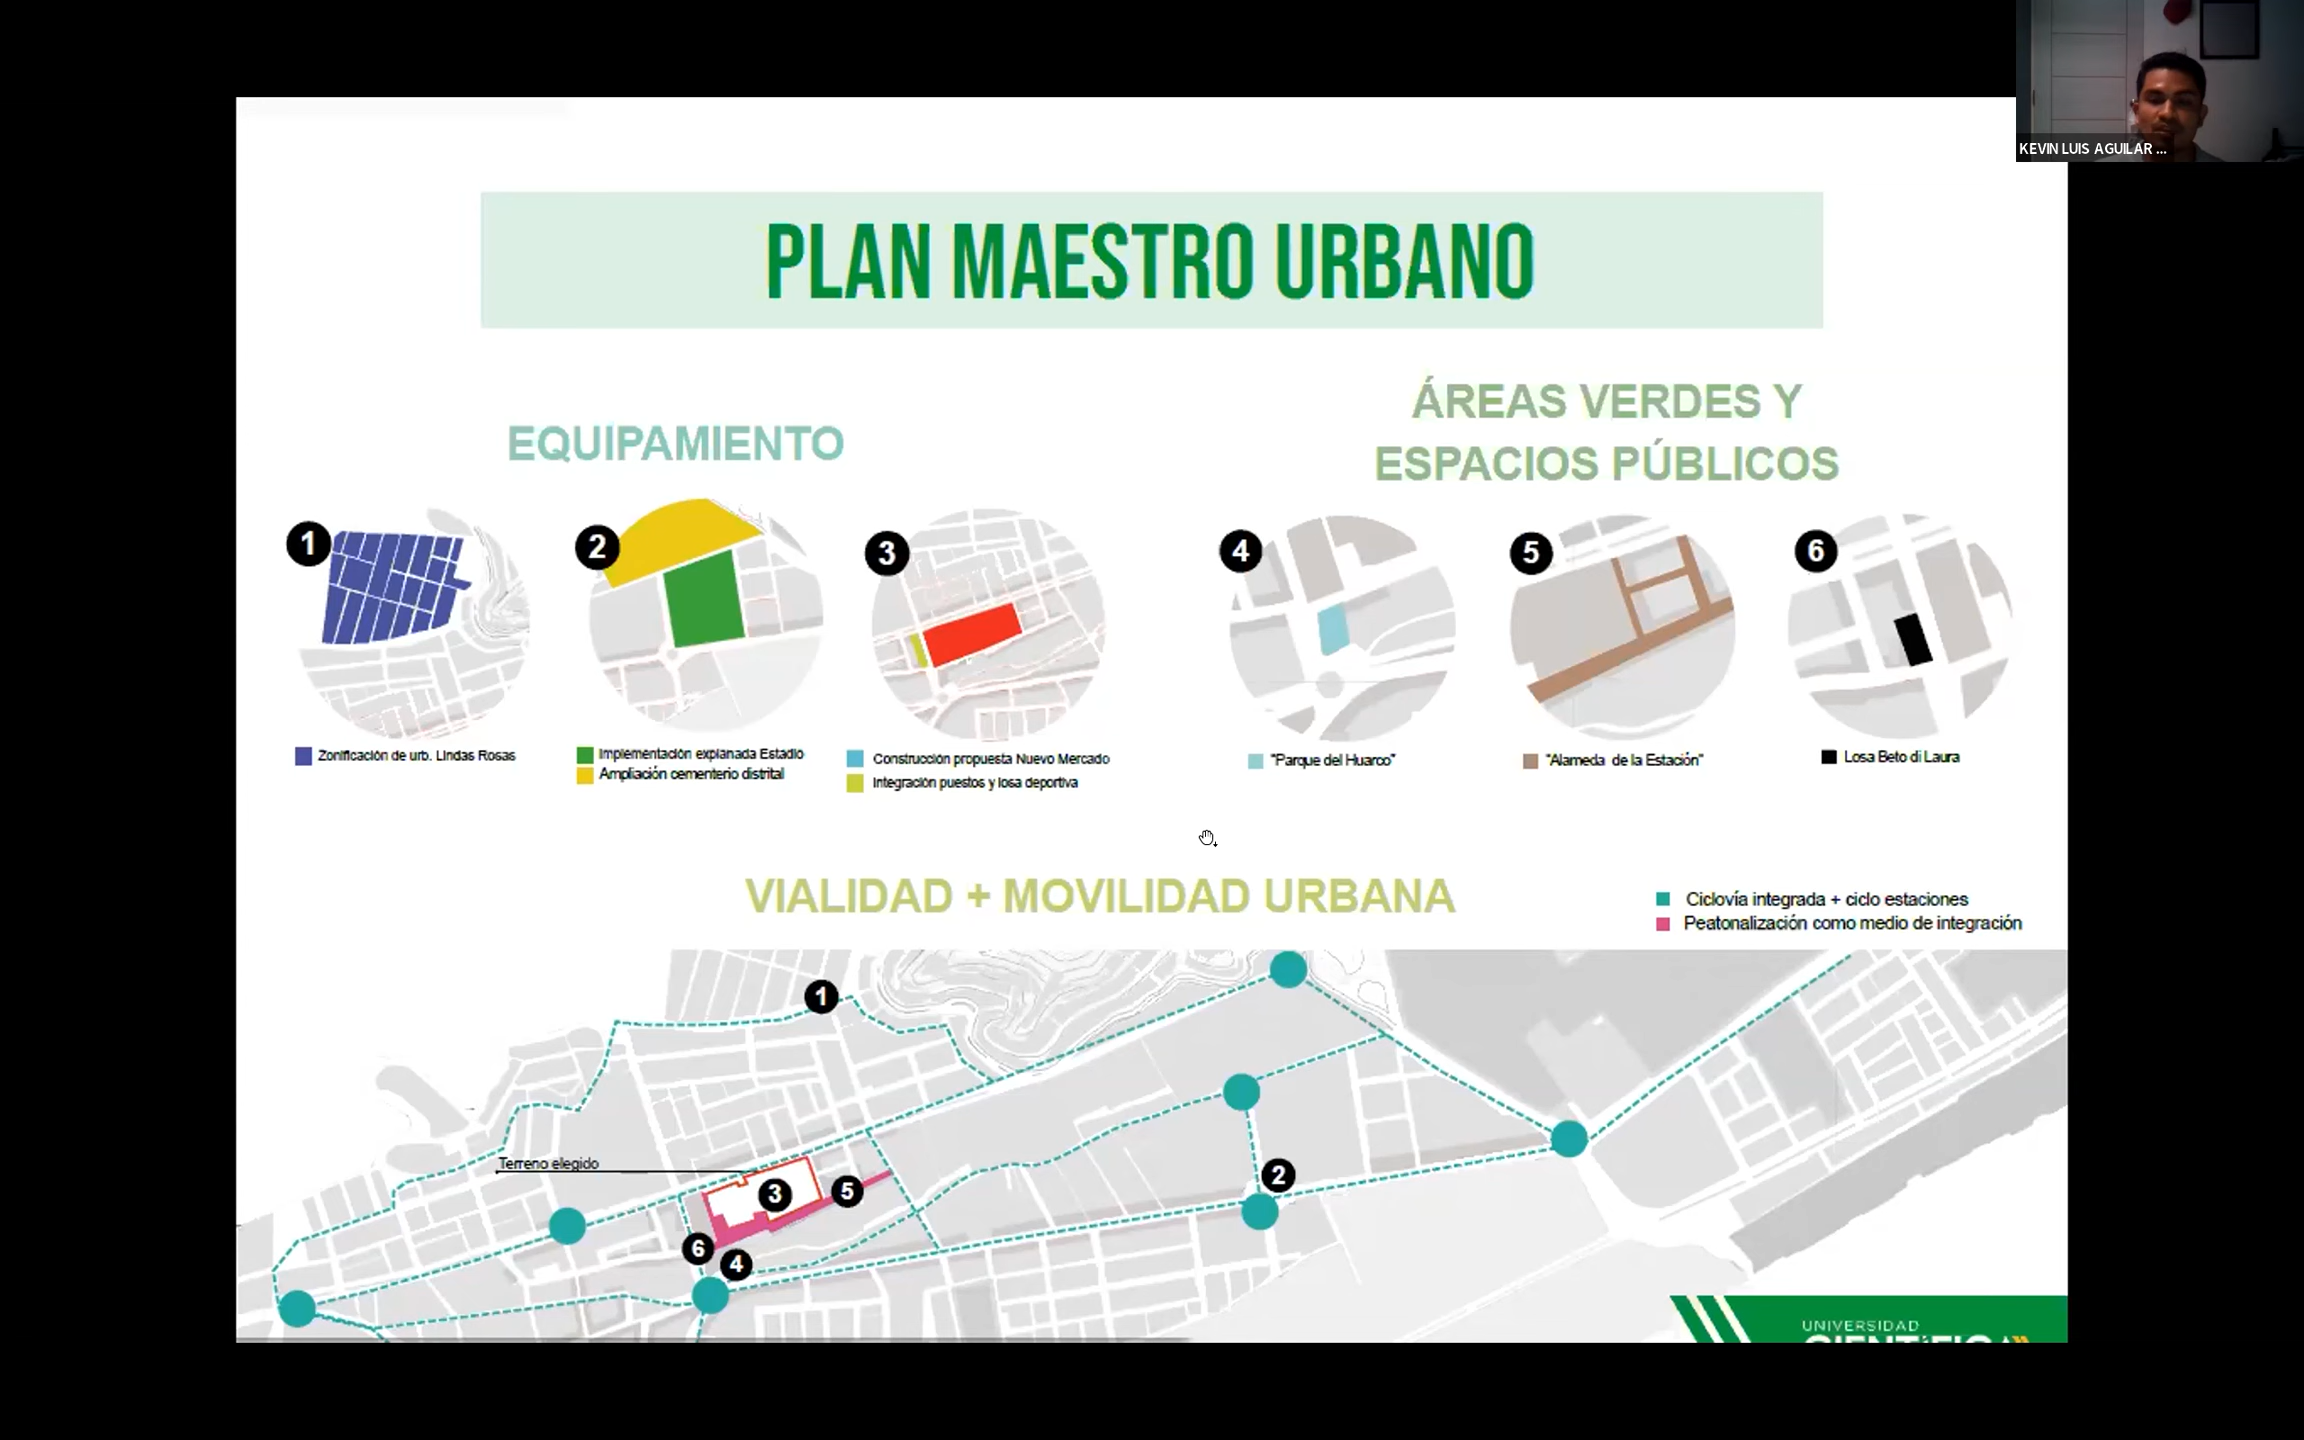 KEVIN LUIS AGUILAR ...
PLAN MAESTRO URBANO
EQUIPAMIENTO
ÁREAS VERDES Y
ESPACIOS PÚBLICOS
1
2
3
4
5
6
Zonificación de urb. Lindas Rosas
Implementación explanada Estadio
Ampliación cementerio distrital
Construcción propuesta Nuevo Mercado
Integración puestos y losa deportiva
"Parque del Huarco"
"Alameda de la Estación"
Losa Beto di Laura
VIALIDAD + MOVILIDAD URBANA
Ciclovía integrada + ciclo estaciones
Peatonalización como medio de integración
1
Terreno elegido
3
5
2
6
4
UNIVERSIDAD
CIENTÍFICA